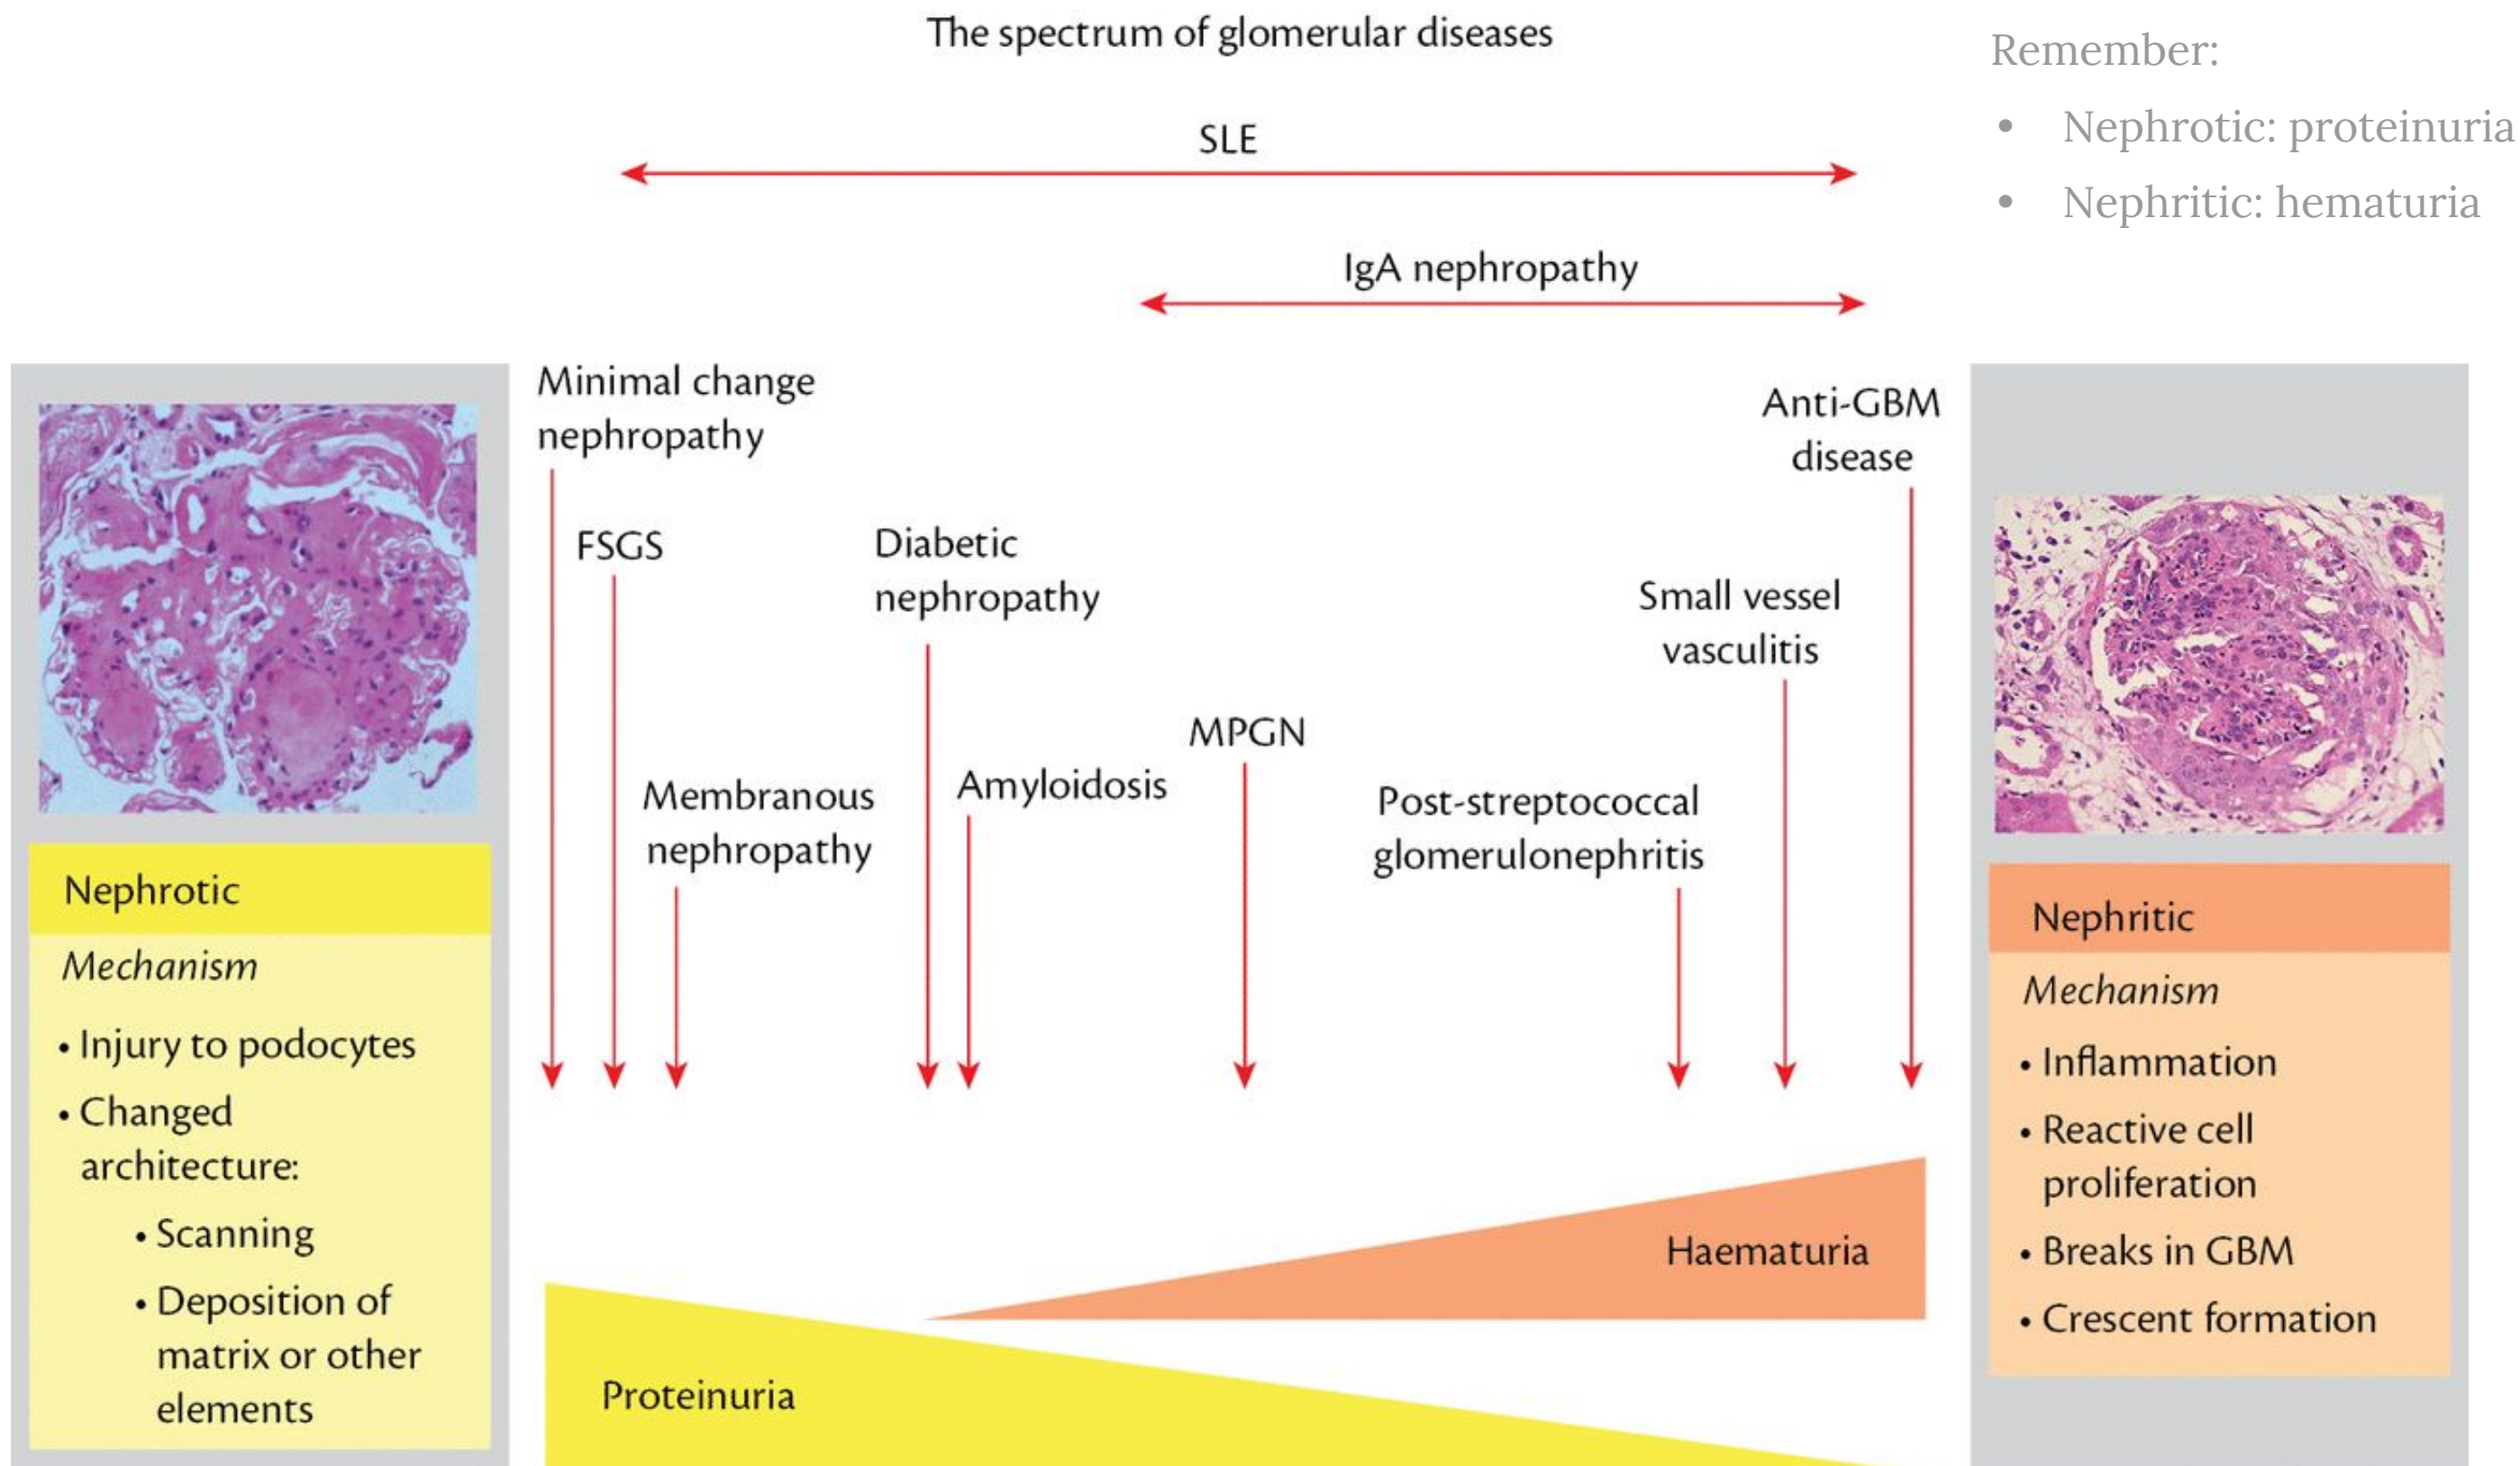 The spectrum of glomerular diseases
Remember:
• Nephrotic: proteinuria
• Nephritic: hematuria
SLE
IgA nephropathy
Minimal change
nephropathy
Anti-GBM
disease
FSGS
Diabetic
nephropathy
Small vessel
vasculitis
MPGN
Amyloidosis
Membranous
nephropathy
Post-streptococcal
glomerulonephritis
Nephrotic
Mechanism
• Injury to podocytes
• Changed
architecture:
• Scanning
• Deposition of
matrix or other
elements
Nephritic
Mechanism
• Inflammation
• Reactive cell
proliferation
• Breaks in GBM
• Crescent formation
Haematuria
Proteinuria